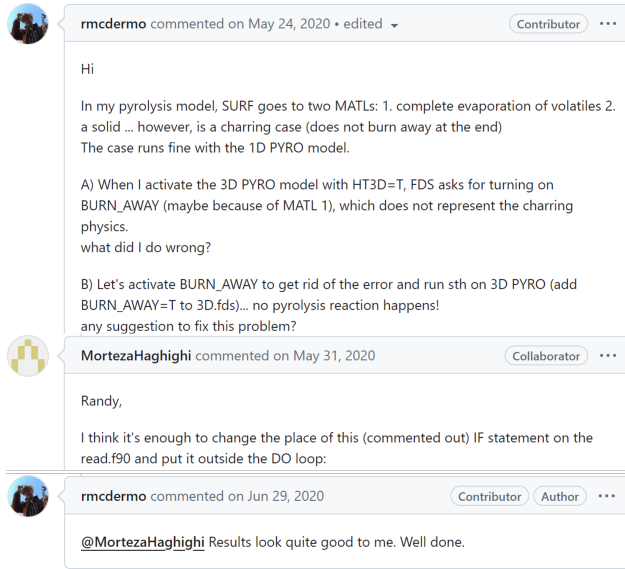 rmcdermo commented on May 24, 2020 • edited
Contributor ...
Hi
In my pyrolysis model, SURF goes to two MATLs: 1. complete evaporation of volatiles 2.
a solid ... however, is a charring case (does not burn away at the end)
The case runs fine with the 1D PYRO model.
A) When I activate the 3D PYRO model with HT3D=T, FDS asks for turning on
BURN_AWAY (maybe because of MATL 1), which does not represent the charring
physics.
what did I do wrong?
B) Let's activate BURN_AWAY to get rid of the error and run sth on 3D PYRO (add
BURN_AWAY=T to 3D.fds)... no pyrolysis reaction happens!
any suggestion to fix this problem?
MortezaHaghighi commented on May 31, 2020
Collaborator ...
Randy,
I think it's enough to change the place of this (commented out) IF statement on the
read.f90 and put it outside the DO loop:
rmcdermo commented on Jun 29, 2020
Contributor Author ...
@MortezaHaghighi Results look quite good to me. Well done.